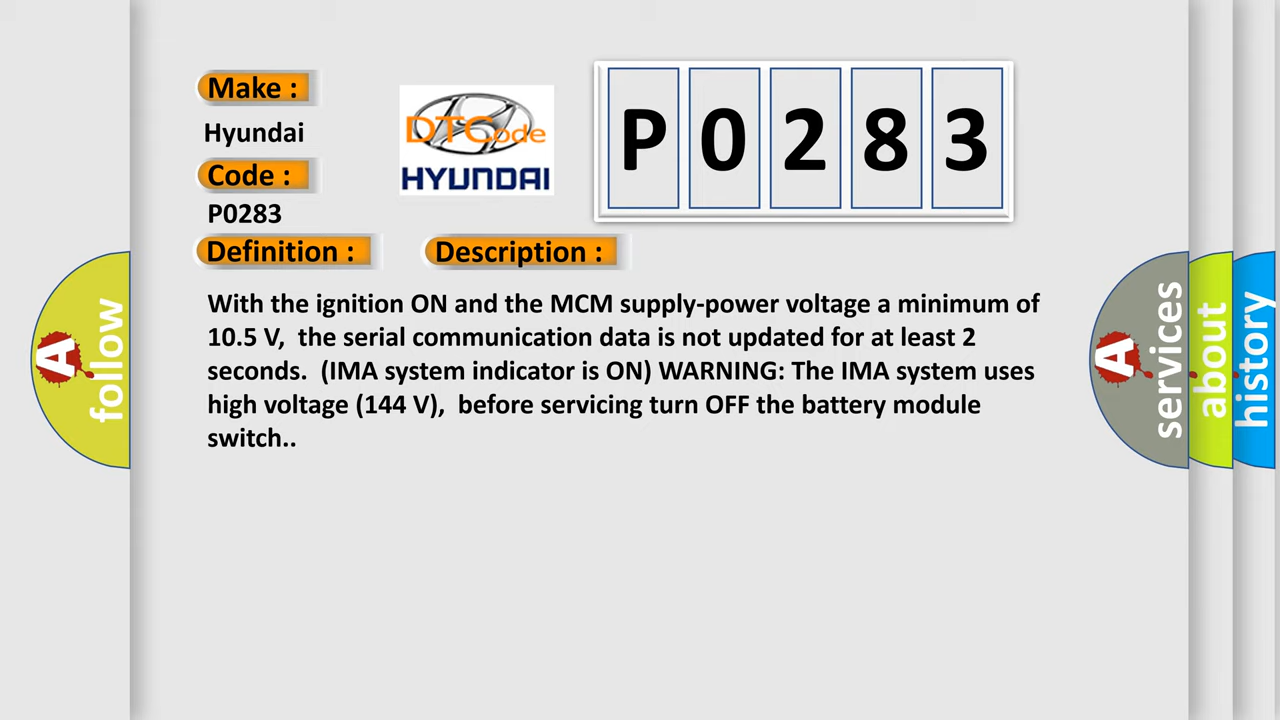 Make :
Hyundai
Code :
P0283
Definition :
Description :
DTCode
HYUNDAI
P0283
With the ignition ON and the MCM supply-power voltage a minimum of
10.5 V,  the serial communication data is not updated for at least 2
seconds.  (IMA system indicator is ON) WARNING: The IMA system uses
high voltage (144 V),  before servicing turn OFF the battery module
switch..
A
follow
A
services
about
history